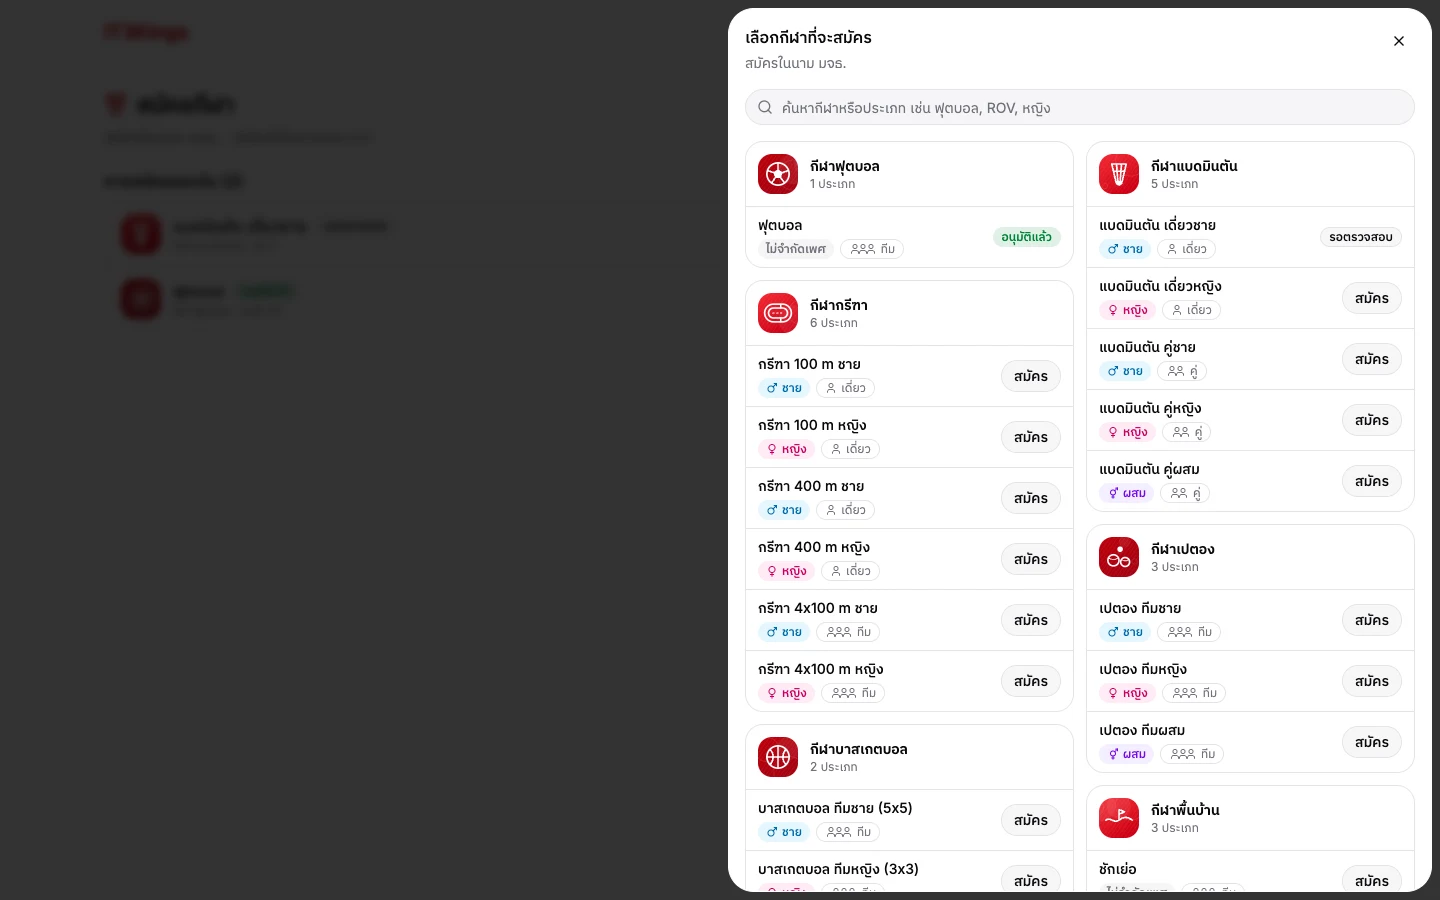 เลือกกีฬาที่จะสมัคร
สมัครในนาม มจธ.
ค้นหากีฬาหรือประเภท เช่น ฟุตบอล, ROV, หญิง
กีฬาฟุตบอล
1 ประเภท
ฟุตบอล
ไม่จำกัดเพศ ทีม
อนุมัติแล้ว
กีฬากรีฑา
6 ประเภท
กรีฑา 100 m ชาย
ชาย เดี่ยว
สมัคร
กรีฑา 100 m หญิง
หญิง เดี่ยว
สมัคร
กรีฑา 400 m ชาย
ชาย เดี่ยว
สมัคร
กรีฑา 400 m หญิง
หญิง เดี่ยว
สมัคร
กรีฑา 4x100 m ชาย
ชาย ทีม
สมัคร
กรีฑา 4x100 m หญิง
หญิง ทีม
สมัคร
กีฬาบาสเกตบอล
2 ประเภท
บาสเกตบอล ทีมชาย (5x5)
ชาย ทีม
สมัคร
บาสเกตบอล ทีมหญิง (3x3)
หญิง ทีม
สมัคร
กีฬาแบดมินตัน
5 ประเภท
แบดมินตัน เดี่ยวชาย
ชาย เดี่ยว
รอตรวจสอบ
แบดมินตัน เดี่ยวหญิง
หญิง เดี่ยว
สมัคร
แบดมินตัน คู่ชาย
ชาย คู่
สมัคร
แบดมินตัน คู่หญิง
หญิง คู่
สมัคร
แบดมินตัน คู่ผสม
ผสม คู่
สมัคร
กีฬาเปตอง
3 ประเภท
เปตอง ทีมชาย
ชาย ทีม
สมัคร
เปตอง ทีมหญิง
หญิง ทีม
สมัคร
เปตอง ทีมผสม
ผสม ทีม
สมัคร
กีฬาพื้นบ้าน
3 ประเภท
ชักเย่อ
ไม่จำกัดเพศ ทีม
สมัคร